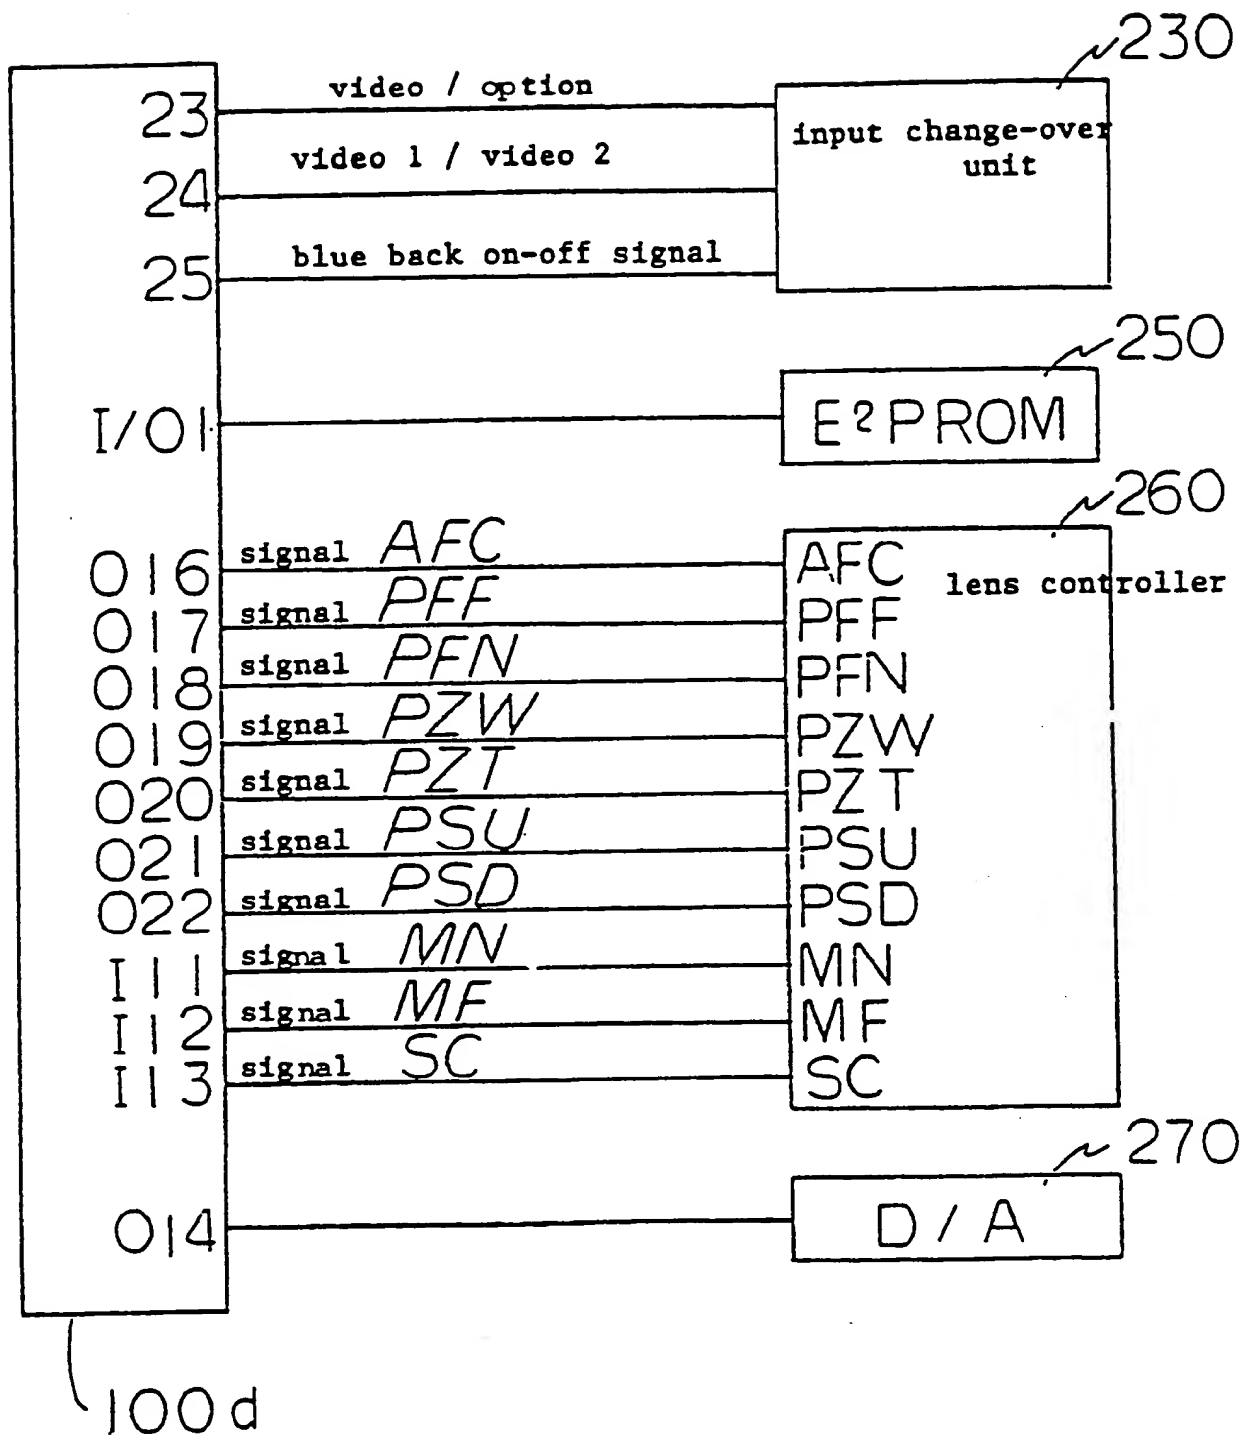 230
23 video / option
input change-over
unit
24 video 1 / video 2
25 blue back on-off signal
250
I/O1 E²PROM
260
lens controller
O16 signal AFC AFC
O17 signal PFF PFF
O18 signal PFN PFN
O19 signal PZW PZW
O20 signal PZT PZT
O21 signal PSU PSU
O22 signal PSD PSD
I11 signal MN MN
I12 signal MF MF
I13 signal SC SC
270
O14 D/A
100d